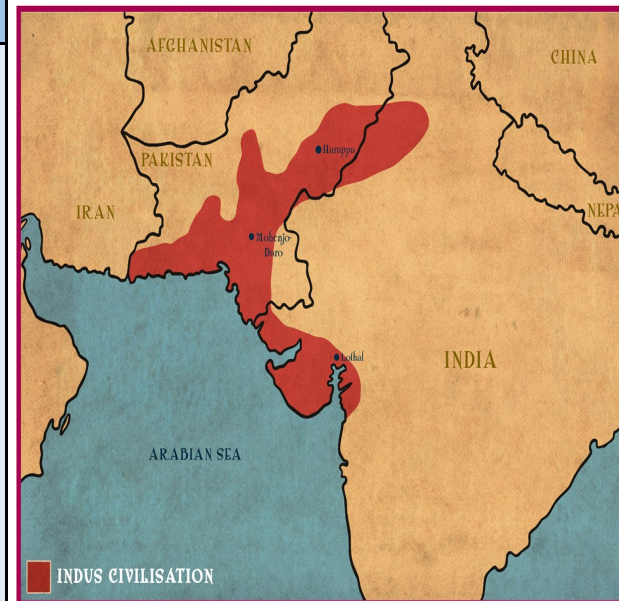 AFGHANISTAN
CHINA
Harappa
PAKISTAN
IRAN
NEPA
Mohenjo-
Daro
Lothal
INDIA
ARABIAN SEA
INDUS CIVILISATION